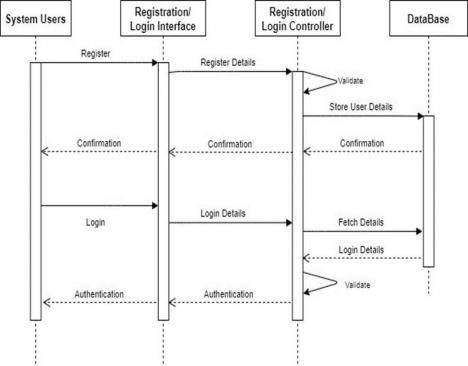 System Users
Registration/
Login Interface
Registration/
Login Controller
DataBase
Register
Register Details
Validate
Store User Details
Confirmation
Confirmation
Confirmation
Login
Login Details
Fetch Details
Login Details
Validate
Authentication
Authentication